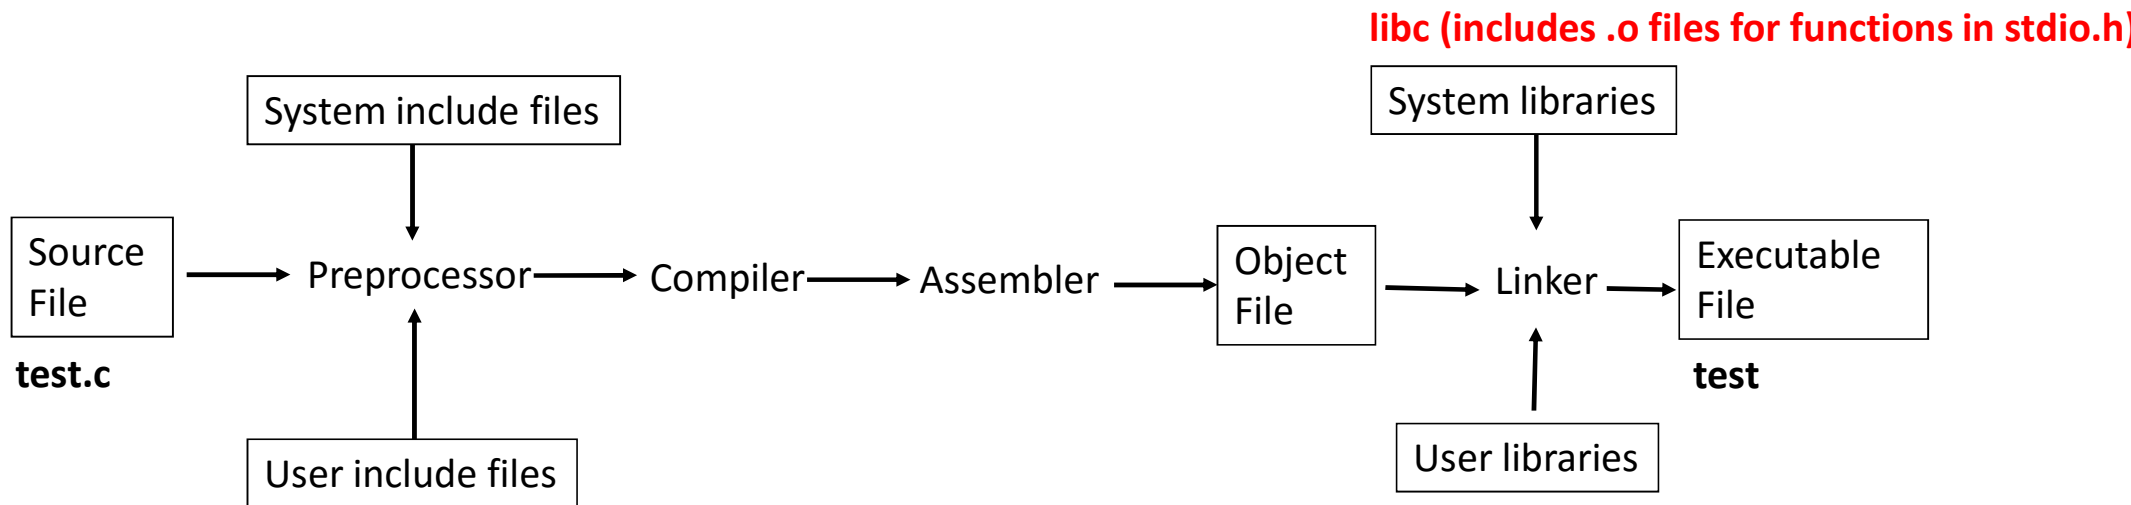 libc (includes .o files for functions in stdio.h)
System include files
System libraries
Source
File
Preprocessor
Compiler
Assembler
Object
File
Linker
Executable
File
test.c
test
User include files
User libraries